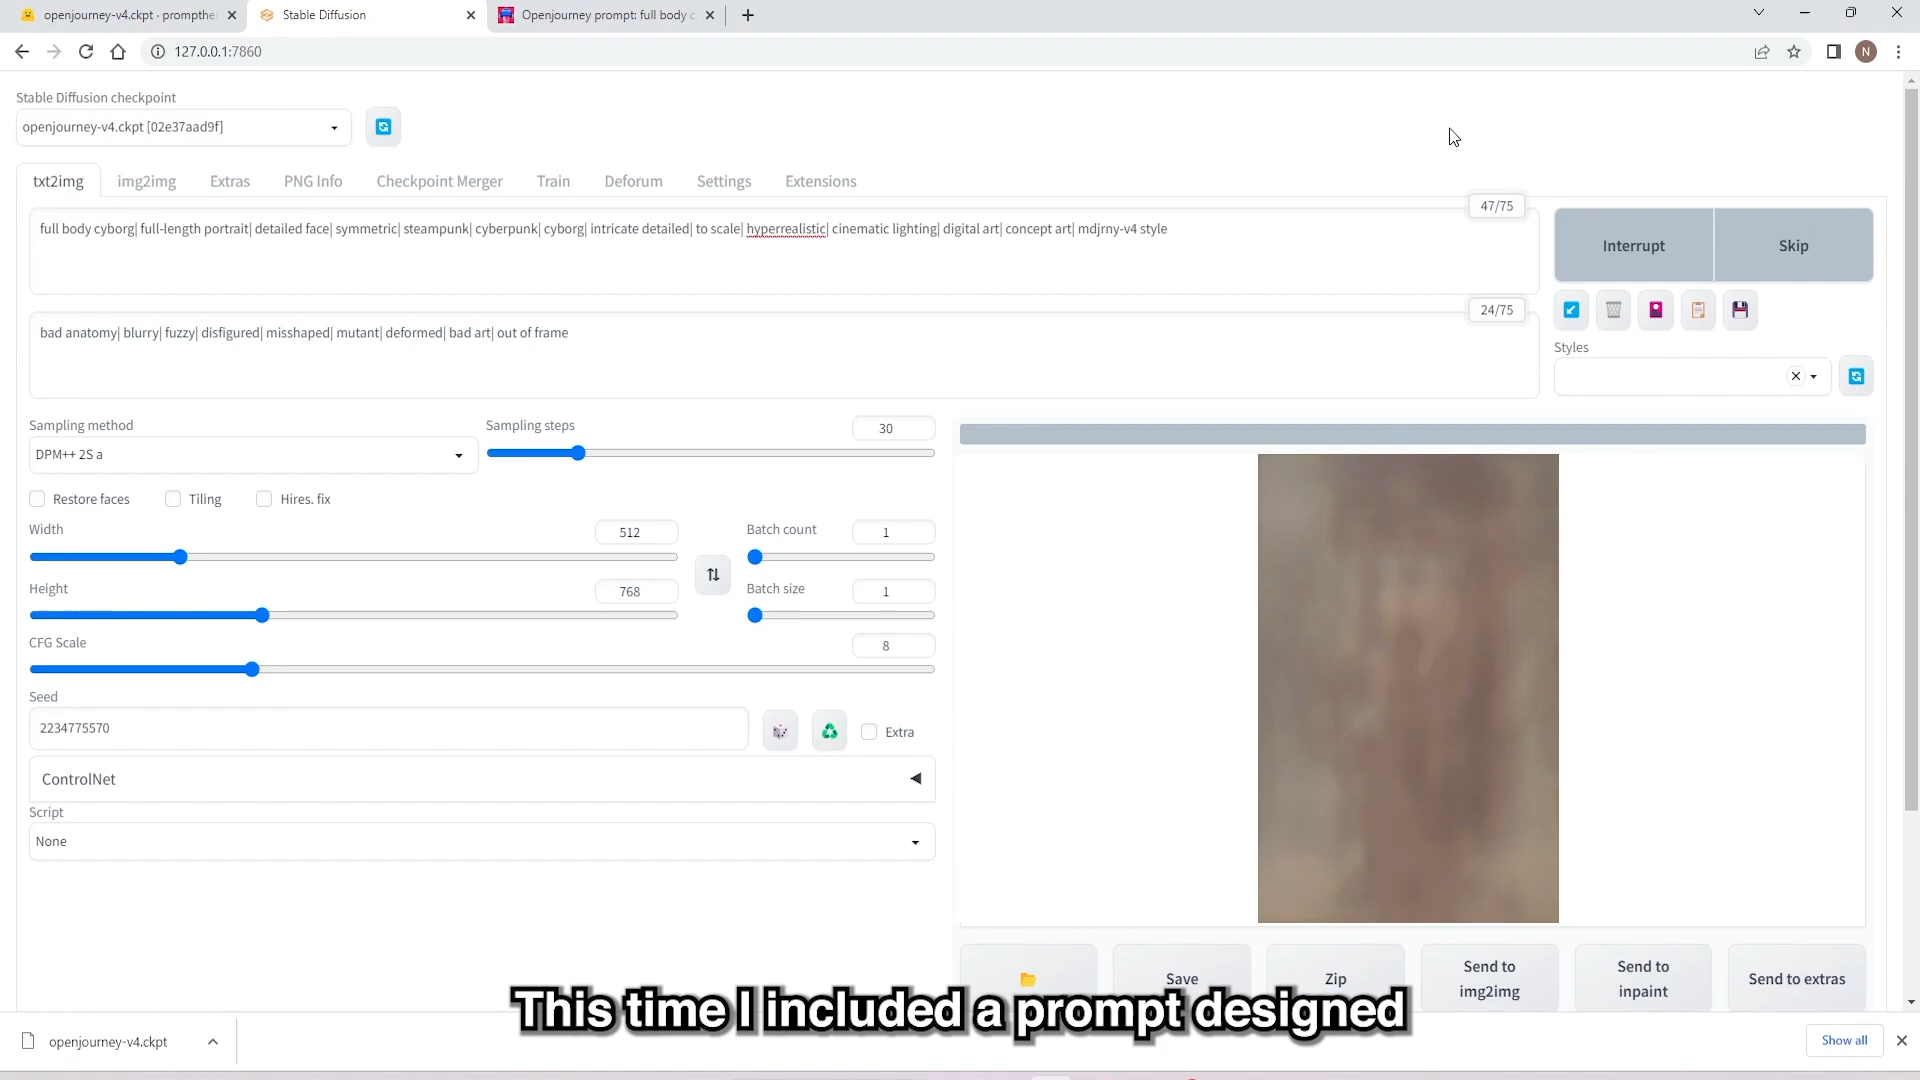 openjourney-v4.ckpt · prompther
Stable Diffusion
Openjourney prompt: full body c
127.0.0.1:7860
N
Stable Diffusion checkpoint
openjourney-v4.ckpt [02e37aad9f]
txt2img
img2img
Extras
PNG Info
Checkpoint Merger
Train
Deforum
Settings
Extensions
47/75
full body cyborg| full-length portrait| detailed face| symmetric| steampunk| cyberpunk| cyborg| intricate detailed| to scale| hyperrealistic| cinematic lighting| digital art| concept art| mdjrny-v4 style
Interrupt
Skip
24/75
bad anatomy| blurry| fuzzy| disfigured| misshaped| mutant| deformed| bad art| out of frame
Styles
Sampling method
DPM++ 2S a
Sampling steps
30
Restore faces
Tiling
Hires. fix
Width
512
Batch count
1
Height
768
Batch size
1
CFG Scale
8
Seed
2234775570
Extra
ControlNet
Script
None
Save
Zip
Send to
img2img
Send to
inpaint
Send to extras
This time I included a prompt designed
openjourney-v4.ckpt
Show all